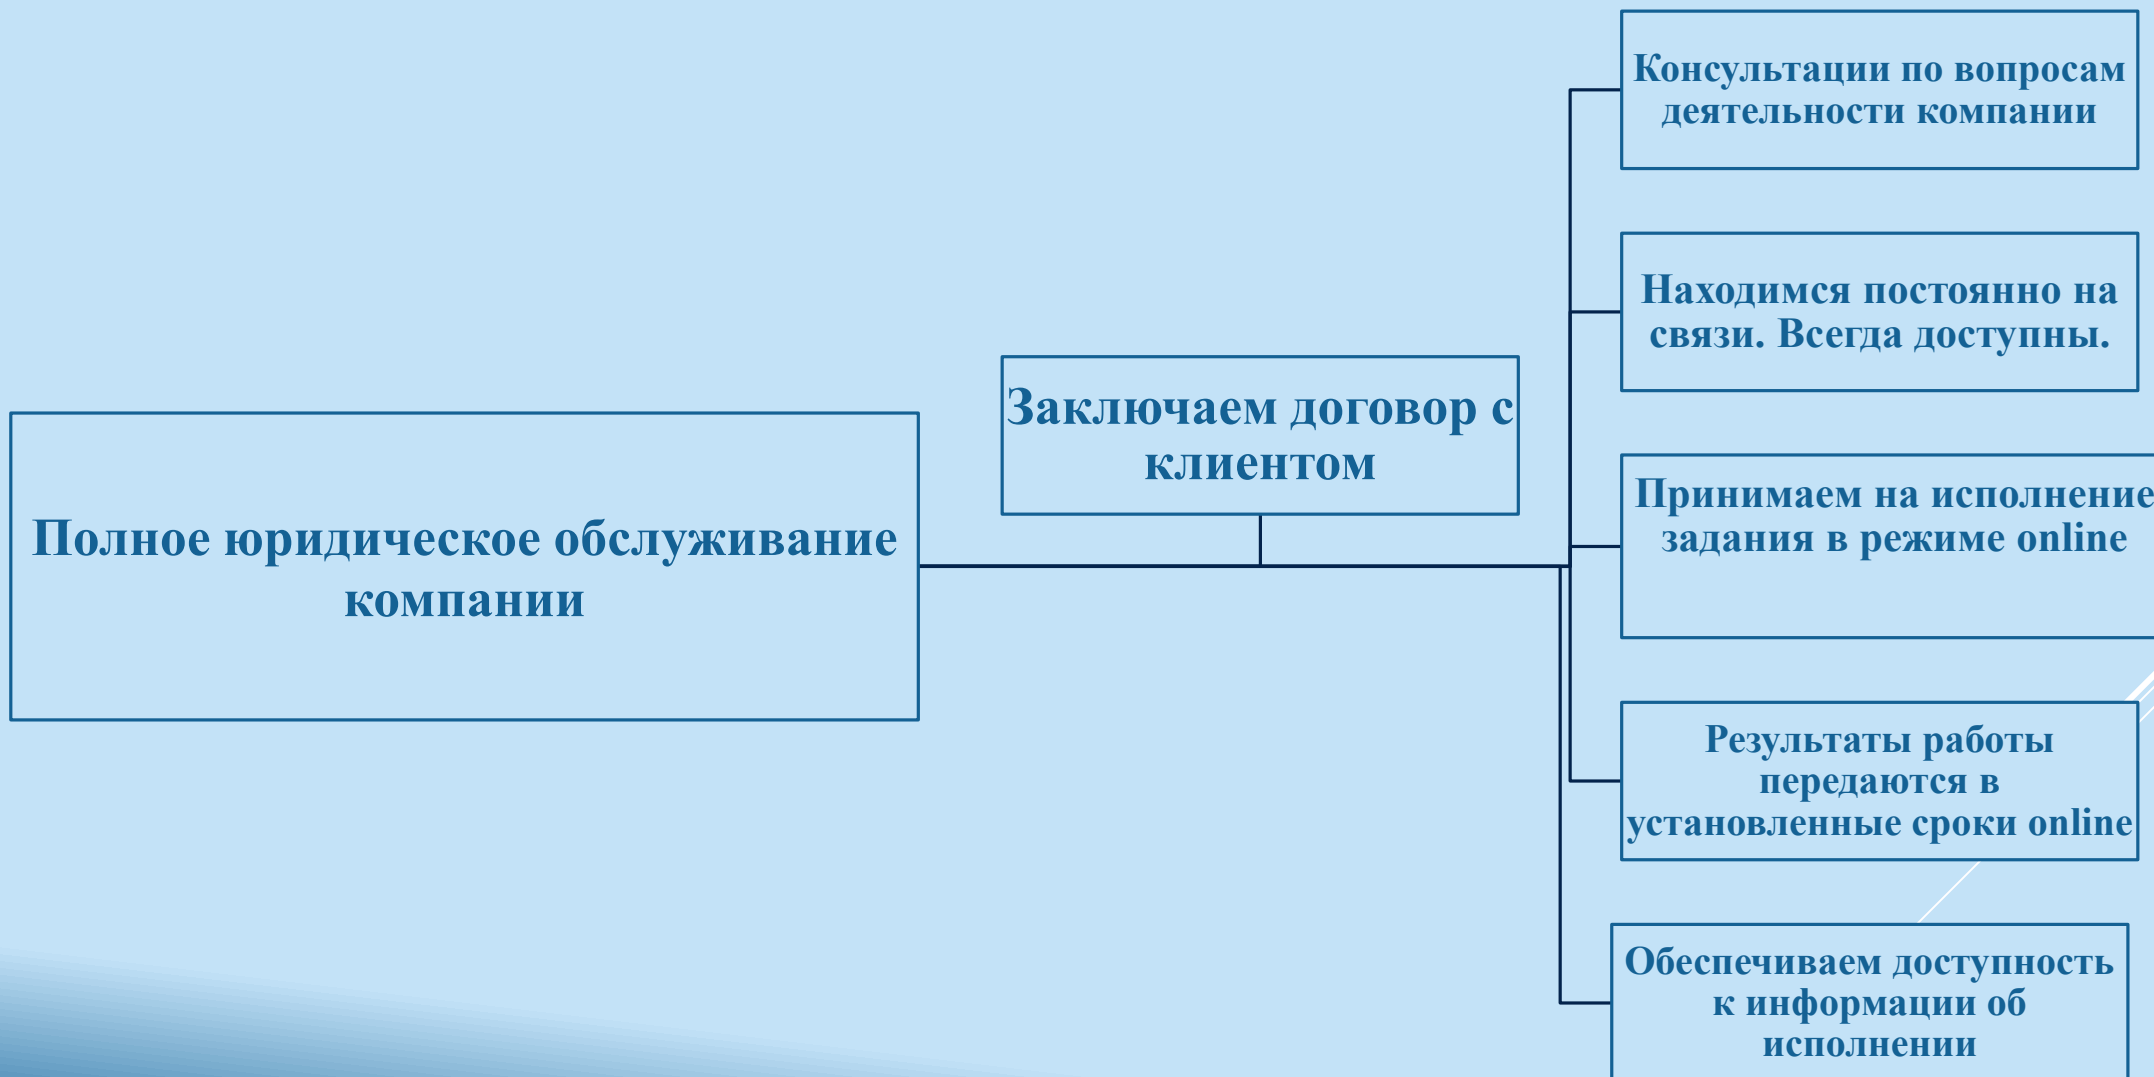 Полное юридическое обслуживание
компании
Заключаем договор с
клиентом
Консультации по вопросам
деятельности компании
Находимся постоянно на
связи. Всегда доступны.
Принимаем на исполнение
задания в режиме online
Результаты работы
передаются в
установленные сроки online
Обеспечиваем доступность
к информации об
исполнении